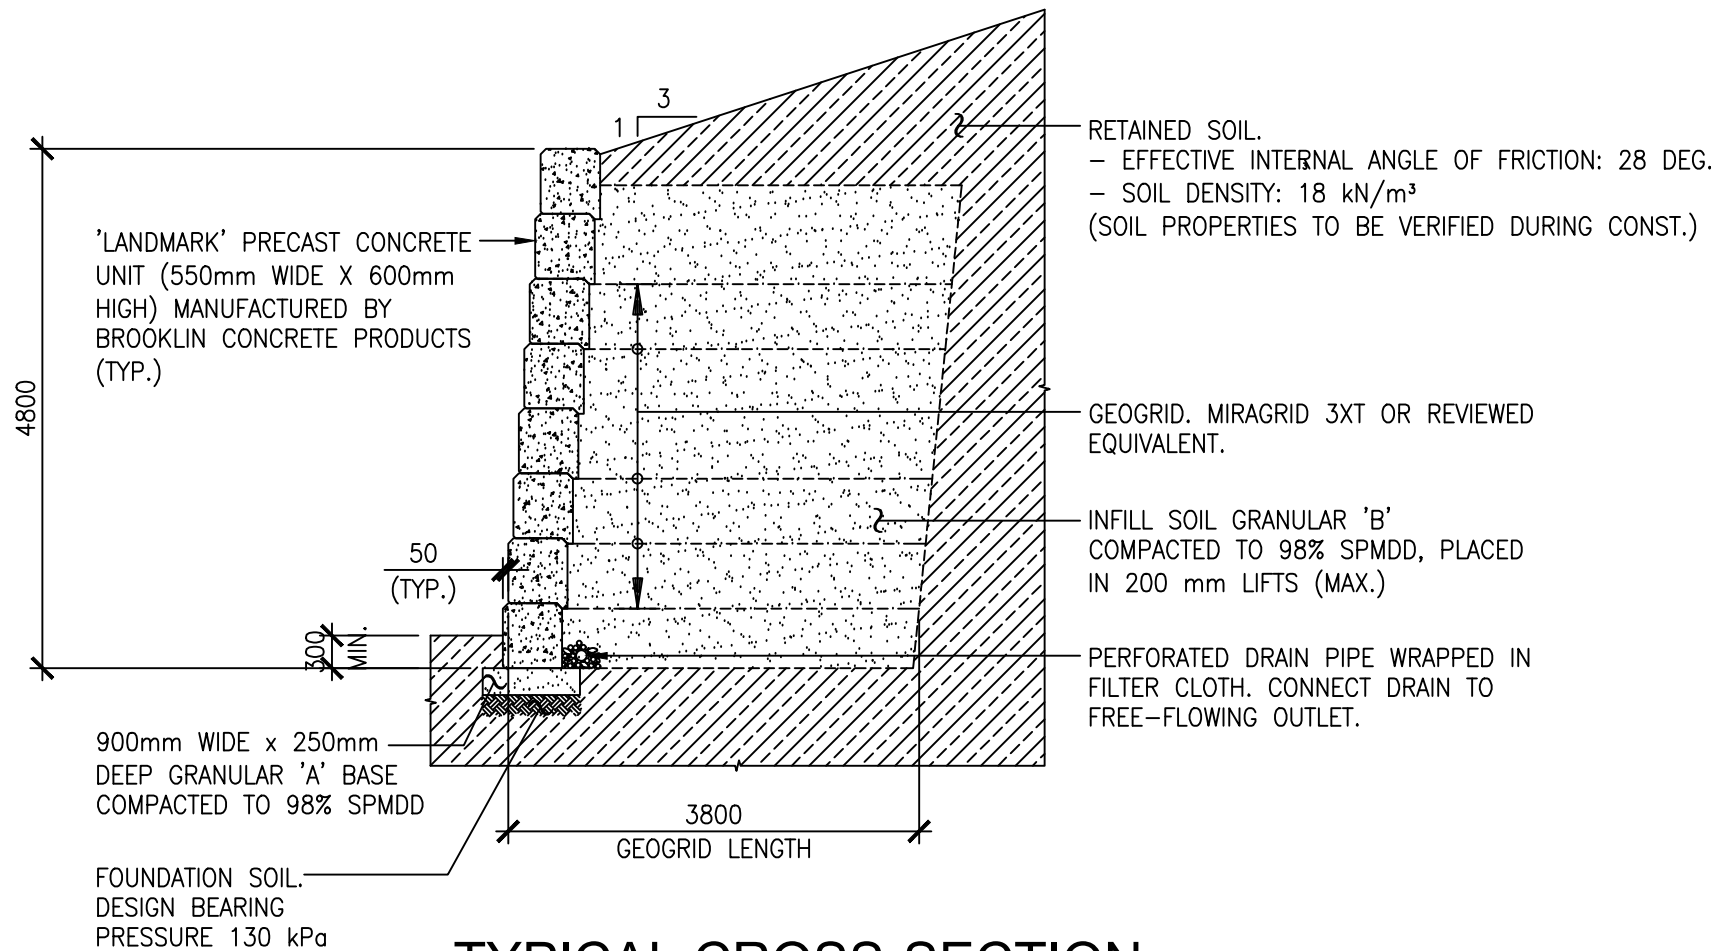 3
1
RETAINED SOIL.
– EFFECTIVE INTERNAL ANGLE OF FRICTION: 28 DEG.
– SOIL DENSITY: 18 kN/m³
(SOIL PROPERTIES TO BE VERIFIED DURING CONST.)
'LANDMARK' PRECAST CONCRETE
UNIT (550mm WIDE X 600mm
HIGH) MANUFACTURED BY
BROOKLIN CONCRETE PRODUCTS
(TYP.)
4800
GEOGRID. MIRAGRID 3XT OR REVIEWED
EQUIVALENT.
INFILL SOIL GRANULAR 'B'
COMPACTED TO 98% SPMDD, PLACED
IN 200 mm LIFTS (MAX.)
50
(TYP.)
300
MIN.
PERFORATED DRAIN PIPE WRAPPED IN
FILTER CLOTH. CONNECT DRAIN TO
FREE–FLOWING OUTLET.
900mm WIDE x 250mm
DEEP GRANULAR 'A' BASE
COMPACTED TO 98% SPMDD
3800
GEOGRID LENGTH
FOUNDATION SOIL.
DESIGN BEARING
PRESSURE 130 kPa
TYPICAL CROSS SECTION